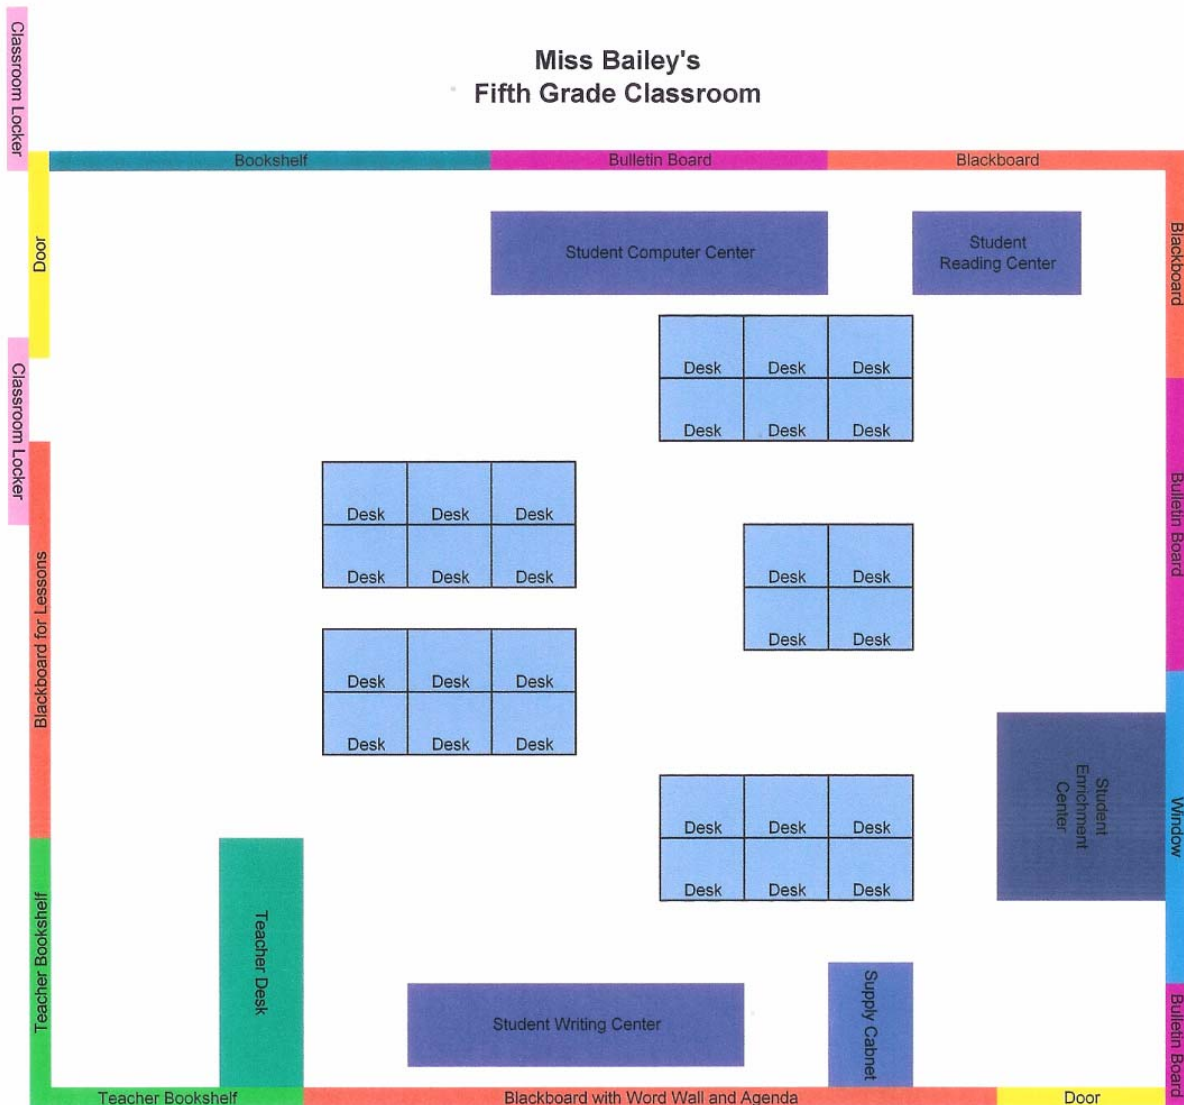 Classroom Locker
Miss Bailey's
Fifth Grade Classroom
Bookshelf
Bulletin Board
Blackboard
Door
Student Computer Center
Student
Reading Center
Blackboard
Desk Desk Desk
Desk Desk Desk
Classroom Locker
Bulletin Board
Desk Desk Desk
Desk Desk Desk
Desk Desk
Desk Desk
Blackboard for Lessons
Desk Desk Desk
Desk Desk Desk
Student
Enrichment
Center
Window
Desk Desk Desk
Desk Desk Desk
Teacher Bookshelf
Teacher Desk
Student Writing Center
Supply Cabnet
Bulletin Board
Teacher Bookshelf
Blackboard with Word Wall and Agenda
Door